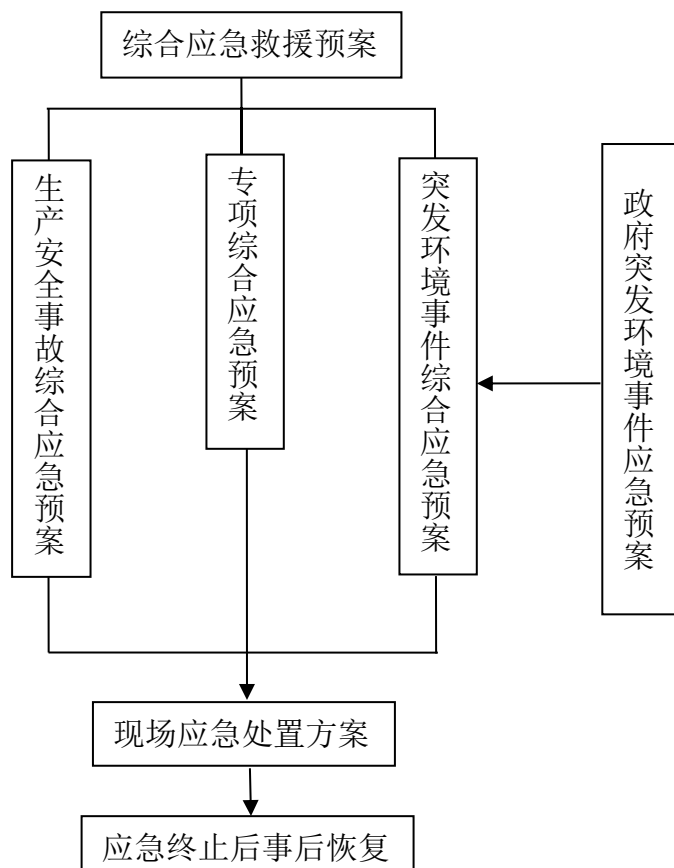 综合应急救援预案
生产安全事故综合应急预案
专项综合应急预案
突发环境事件综合应急预案
政府突发环境事件应急预案
现场应急处置方案
应急终止后事后恢复